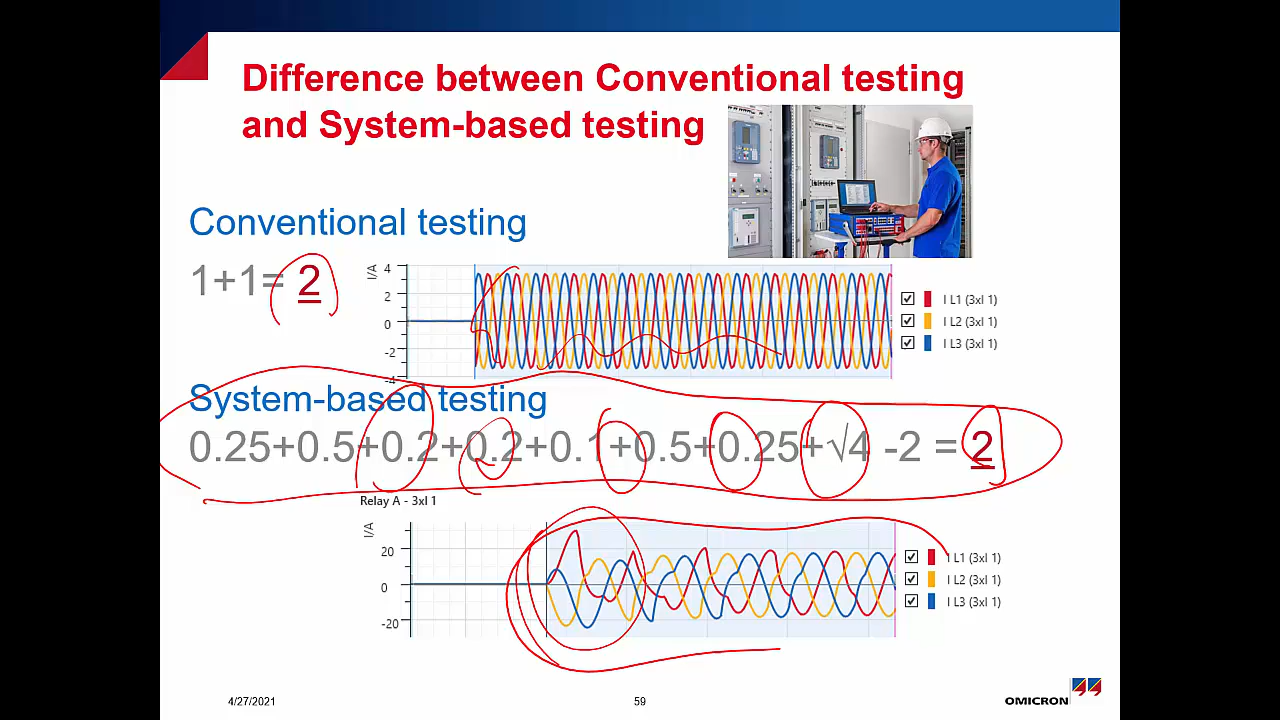 Difference between Conventional testing
and System-based testing
Conventional testing
1+1= 2
I/A
4
2
0
-2
-4
I L1 (3xI 1)
I L2 (3xI 1)
I L3 (3xI 1)
System-based testing
0.25+0.5+0.2+0.2+0.1+0.5+0.25+√4 -2 = 2
Relay A - 3xI 1
I/A
20
0
-20
I L1 (3xI 1)
I L2 (3xI 1)
I L3 (3xI 1)
4/27/2021
59
OMICRON